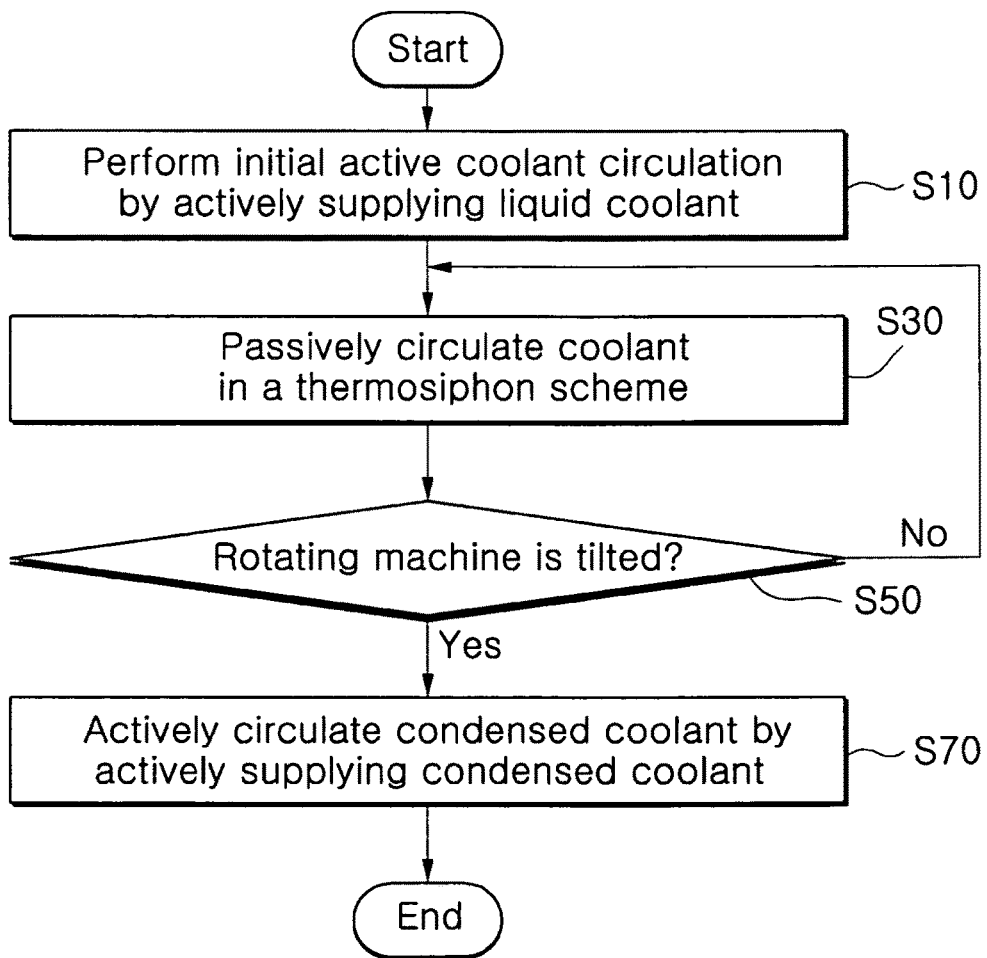 Start
Perform initial active coolant circulation
by actively supplying liquid coolant
S10
S30
Passively circulate coolant
in a thermosiphon scheme
Rotating machine is tilted?
No
S50
Yes
Actively circulate condensed coolant by
actively supplying condensed coolant
S70
End